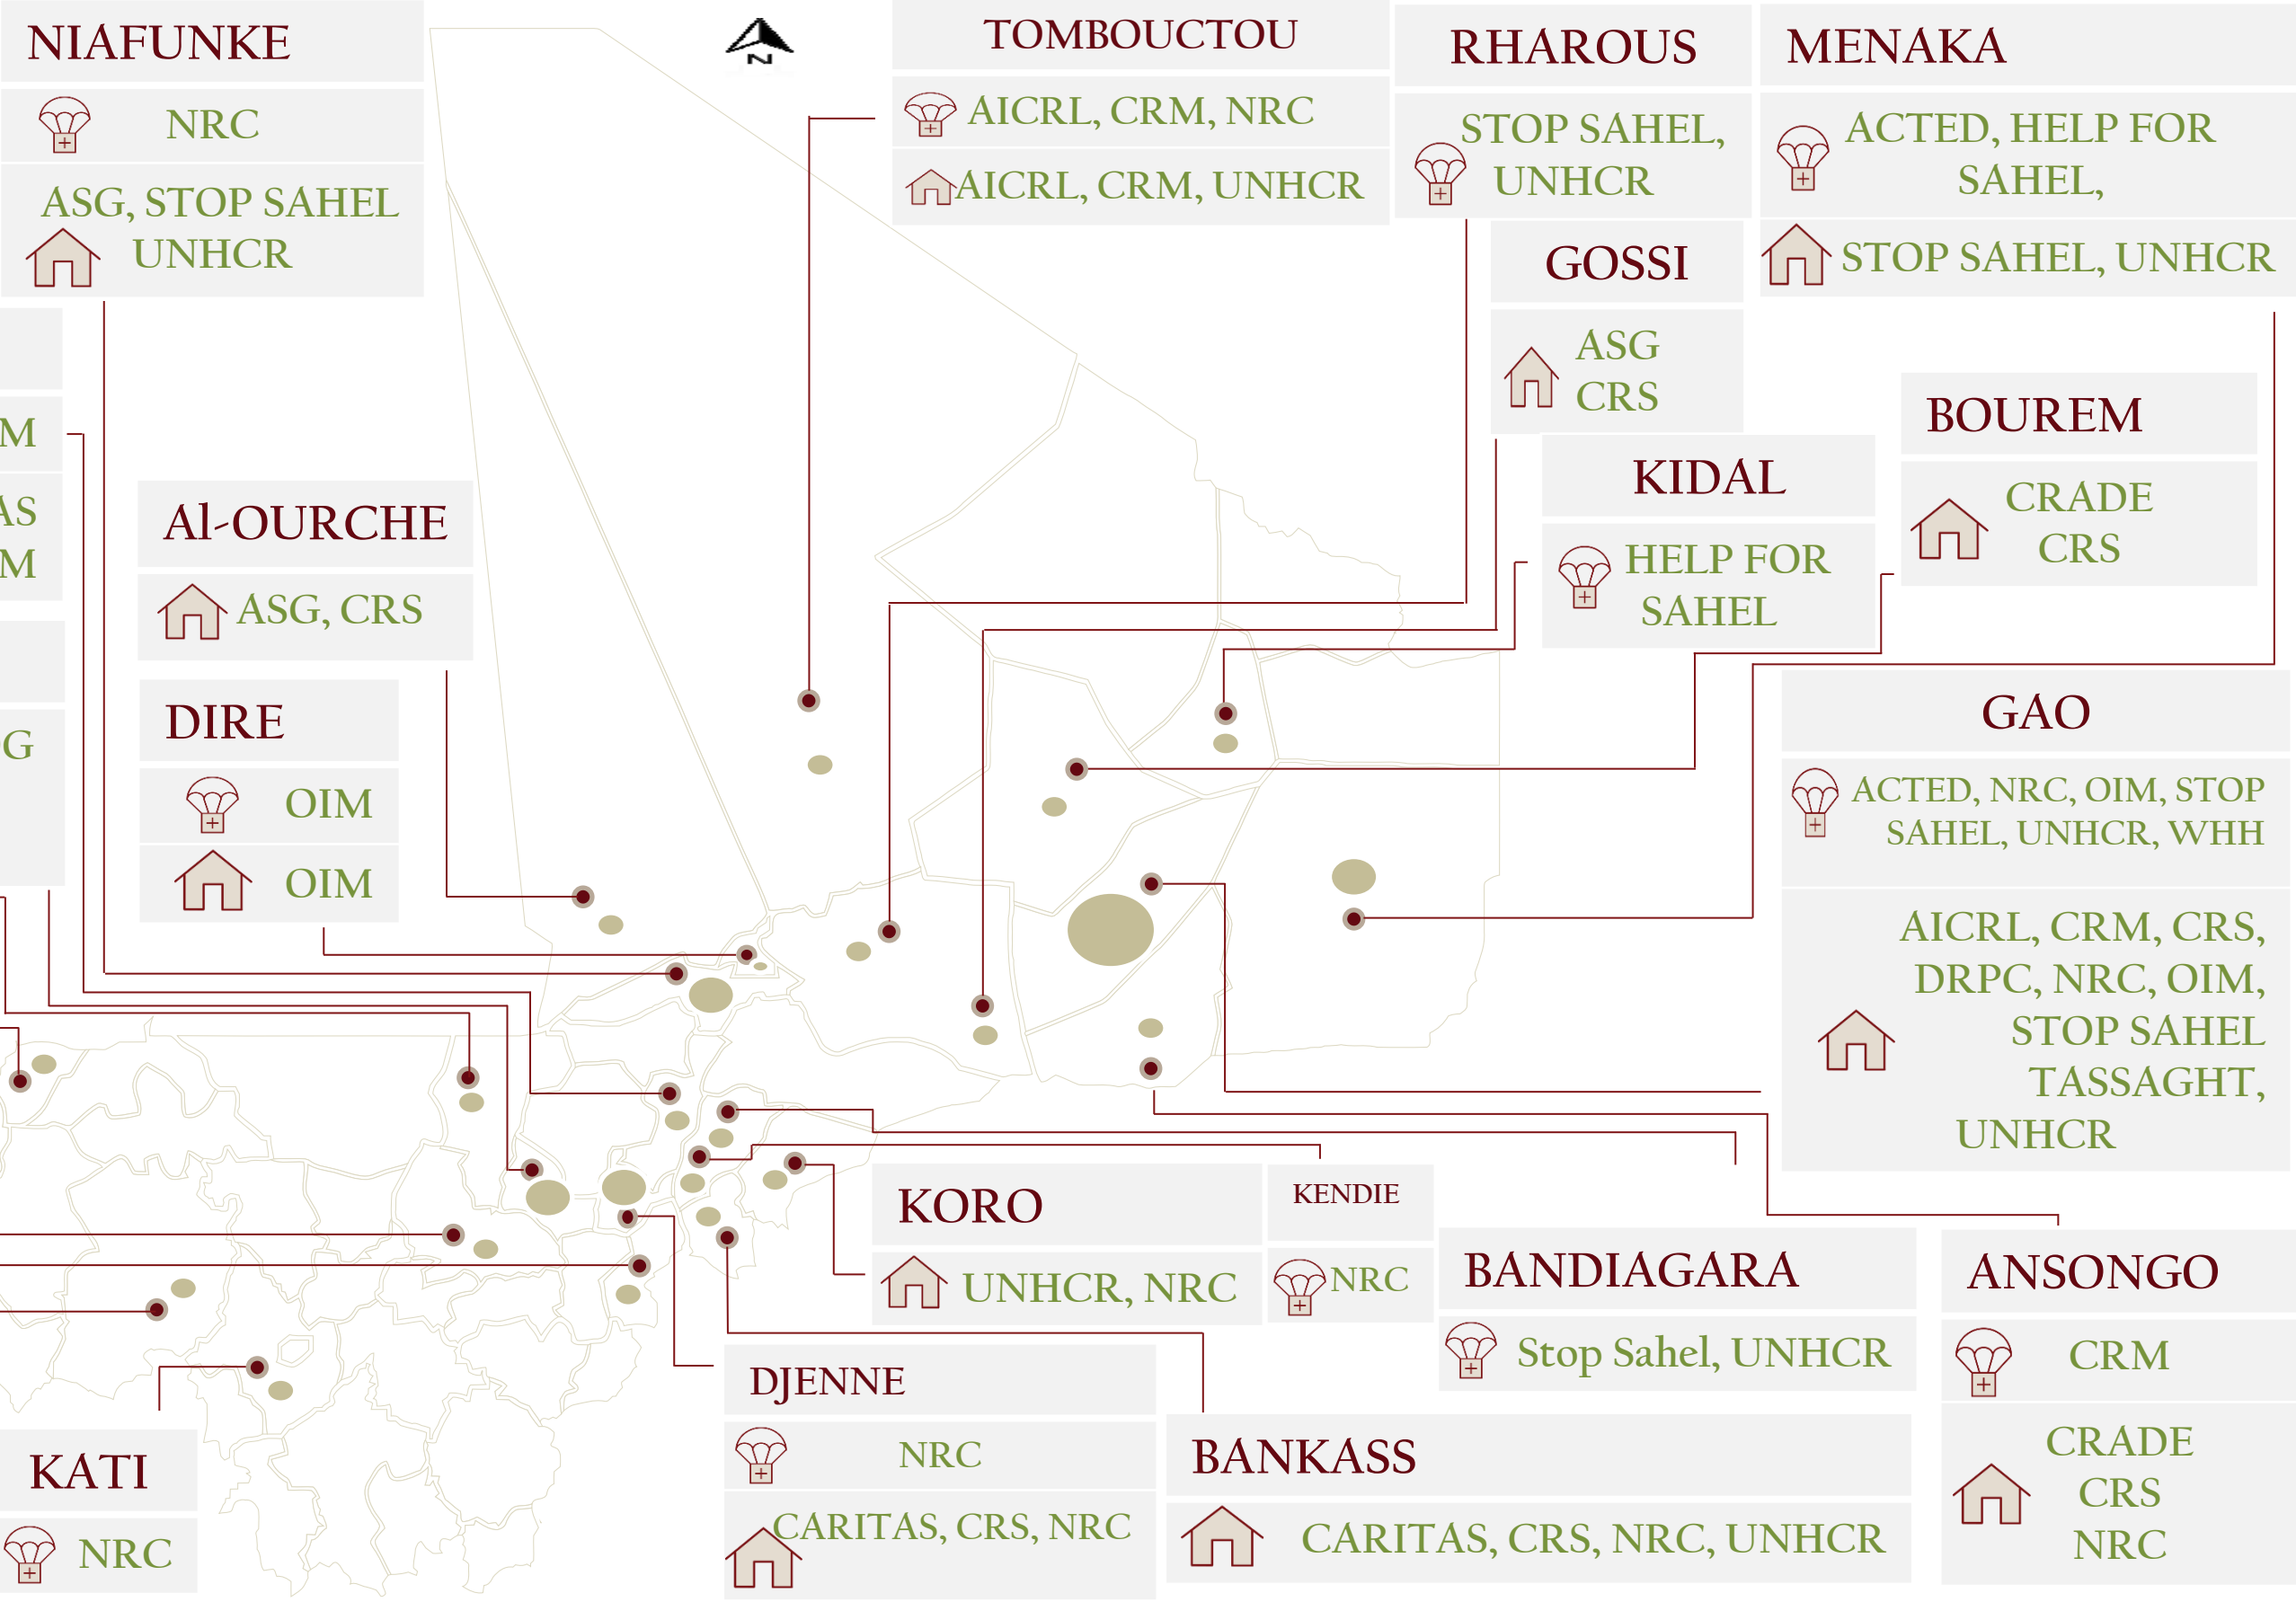 NIAFUNKE
NRC
ASG, STOP SAHEL
UNHCR
N
TOMBOUCTOU
AICRL, CRM, NRC
AICRL, CRM, UNHCR
RHAROUS
STOP SAHEL,
UNHCR
MENAKA
ACTED, HELP FOR
SAHEL,
STOP SAHEL, UNHCR
GOSSI
ASG
CRS
BOUREM
CRADE
CRS
KIDAL
HELP FOR
SAHEL
M
AS
M
G
Al-OURCHE
ASG, CRS
DIRE
OIM
OIM
GAO
ACTED, NRC, OIM, STOP
SAHEL, UNHCR, WHH
AICRL, CRM, CRS,
DRPC, NRC, OIM,
STOP SAHEL
TASSAGHT,
UNHCR
KORO
UNHCR, NRC
KENDIE
NRC
BANDIAGARA
Stop Sahel, UNHCR
ANSONGO
CRM
CRADE
CRS
NRC
DJENNE
NRC
CARITAS, CRS, NRC
BANKASS
CARITAS, CRS, NRC, UNHCR
KATI
NRC